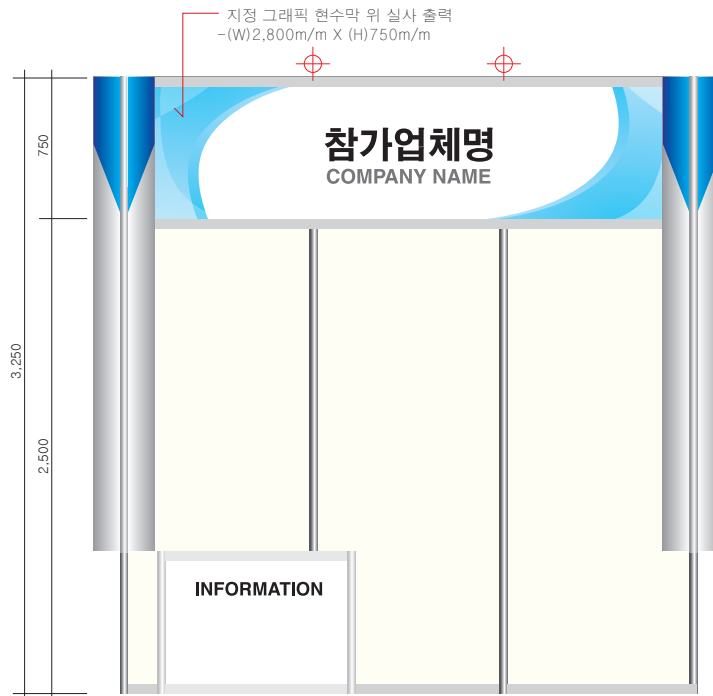 지정 그래픽 현수막 위 실사 출력
-(W)2,800m/m X (H)750m/m
750
참가업체명
COMPANY NAME
3,250
2,500
INFORMATION